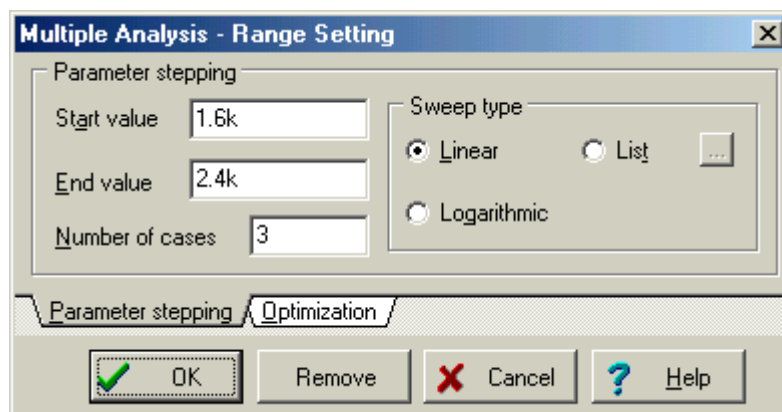 Multiple Analysis - Range Setting
Parameter stepping
Start value 1.6k
End value 2.4k
Number of cases 3
Sweep type
Linear List ...
Logarithmic
Parameter stepping Optimization
OK Remove Cancel Help